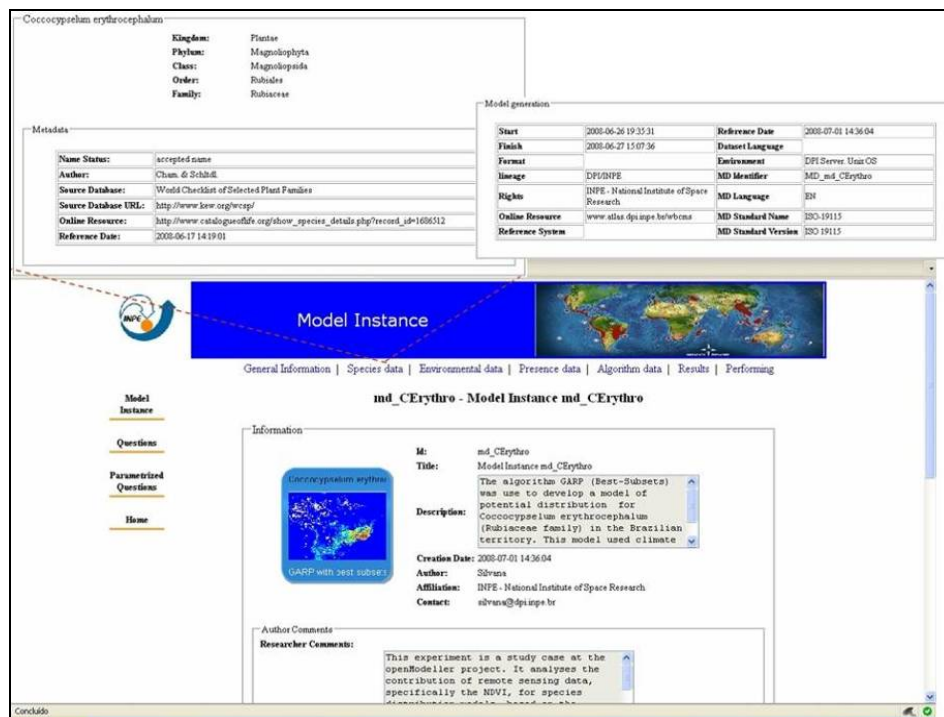 Coccocypselum erythrocephalum
Kingdom: Plantae
Phylum: Magnoliophyta
Class: Magnoliopsida
Order: Rubiales
Family: Rubiaceae
Metadata
Name Status: accepted name
Author: Cham. & Schltdl.
Source Database: World Checklist of Selected Plant Families
Source Database URL: http://www.kew.org/wcsp/
Online Resource: http://www.catalogueoflife.org/show_species_details.php?record_id=1686512
Reference Date: 2008-06-17 14:19:01
Model generation
Start 2008-06-26 19:35:31 Reference Date 2008-07-01 14:36:04
Finish 2008-06-27 15:07:36 Dataset Language
Format Environment DPI Server. Unix OS
lineage DPI/INPE MD Identifier MD_md_CErythro
Rights INPE - National Institute of Space Research MD Language EN
Online Resource www.atlas.dpi.inpe.br/wbcms MD Standard Name ISO-19115
Reference System MD Standard Version ISO 19115
INPE
Model Instance
General Information | Species data | Environmental data | Presence data | Algorithm data | Results | Performing
Model
Instance
Questions
Parametrized
Questions
Home
md_CErythro - Model Instance md_CErythro
Information
Coccocypselum erythro
GARP with best subsets
Id: md_CErythro
Title: Model Instance md_CErythro
Description:
The algorithm GARP (Best-Subsets)
was use to develop a model of
potential distribution for
Coccocypselum erythrocephalum
(Rubiaceae family) in the Brazilian
territory. This model used climate
Creation Date: 2008-07-01 14:36:04
Author: Silvana
Affiliation: INPE - National Institute of Space Research
Contact: silvana@dpi.inpe.br
Author Comments
Researcher Comments:
This experiment is a study case at the
openModeller project. It analyses the
contribution of remote sensing data,
specifically the NDVI, for species
Concluído